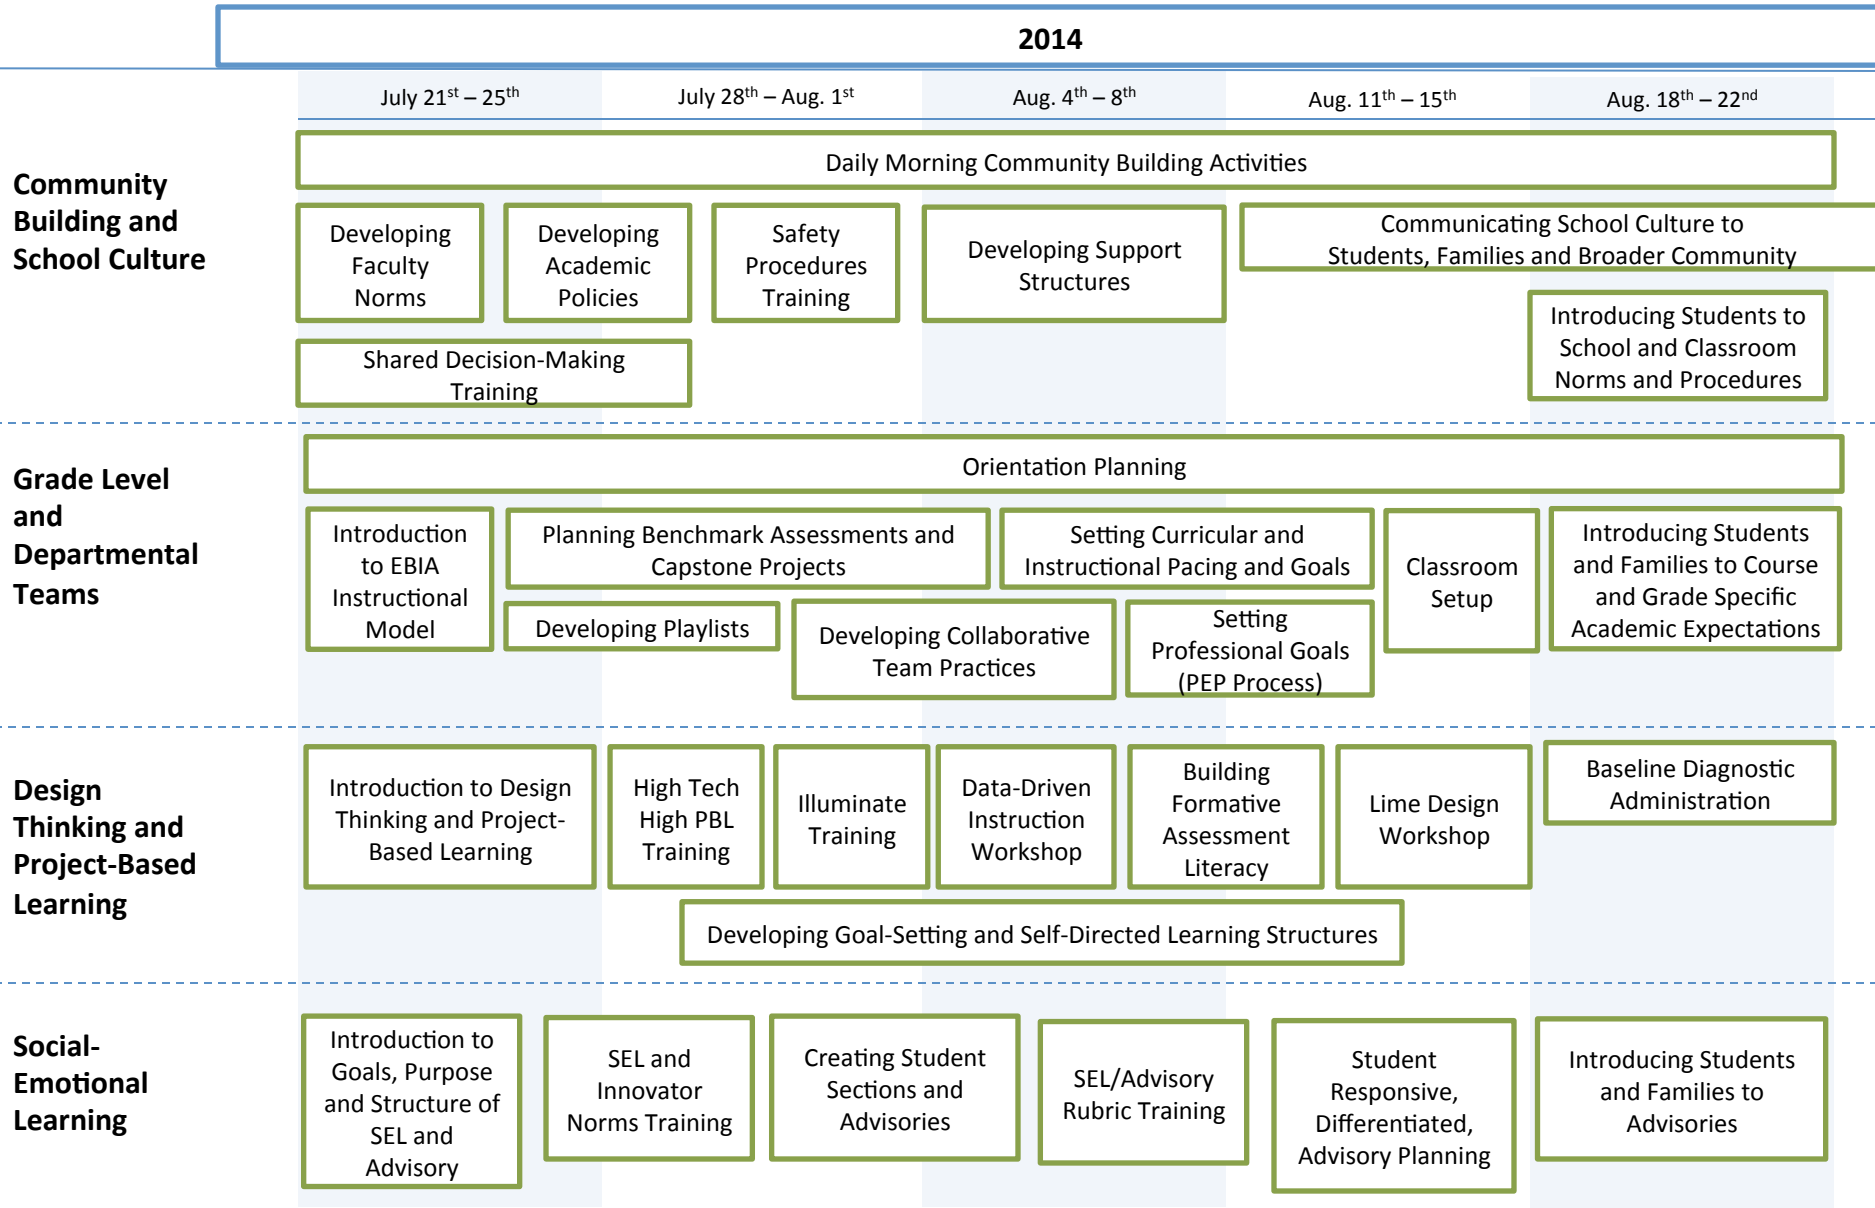 2014
July 21st – 25th
July 28th – Aug. 1st
Aug. 4th – 8th
Aug. 11th – 15th
Aug. 18th – 22nd
Community
Building and
School Culture
Daily Morning Community Building Activities
Developing
Faculty
Norms
Developing
Academic
Policies
Safety
Procedures
Training
Developing Support
Structures
Communicating School Culture to
Students, Families and Broader Community
Shared Decision-Making
Training
Introducing Students to
School and Classroom
Norms and Procedures
Grade Level
and
Departmental
Teams
Orientation Planning
Introduction
to EBIA
Instructional
Model
Planning Benchmark Assessments and
Capstone Projects
Setting Curricular and
Instructional Pacing and Goals
Classroom
Setup
Introducing Students
and Families to Course
and Grade Specific
Academic Expectations
Developing Playlists
Developing Collaborative
Team Practices
Setting
Professional Goals
(PEP Process)
Design
Thinking and
Project-Based
Learning
Introduction to Design
Thinking and Project-
Based Learning
High Tech
High PBL
Training
Illuminate
Training
Data-Driven
Instruction
Workshop
Building
Formative
Assessment
Literacy
Lime Design
Workshop
Baseline Diagnostic
Administration
Developing Goal-Setting and Self-Directed Learning Structures
Social-
Emotional
Learning
Introduction to
Goals, Purpose
and Structure of
SEL and
Advisory
SEL and
Innovator
Norms Training
Creating Student
Sections and
Advisories
SEL/Advisory
Rubric Training
Student
Responsive,
Differentiated,
Advisory Planning
Introducing Students
and Families to
Advisories